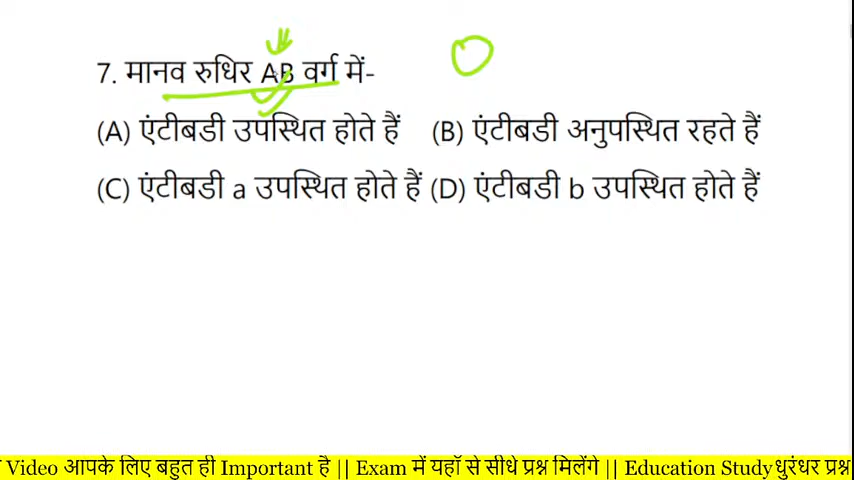 7. मानव रुधिर AB वर्ग में-
(A) एंटीबडी उपस्थित होते हैं (B) एंटीबडी अनुपस्थित रहते हैं
(C) एंटीबडी a उपस्थित होते हैं (D) एंटीबडी b उपस्थित होते हैं
Video आपके लिए बहुत ही Important है || Exam में यहाँ से सीधे प्रश्न मिलेंगे || Education Studyधुरंधर प्रश्न